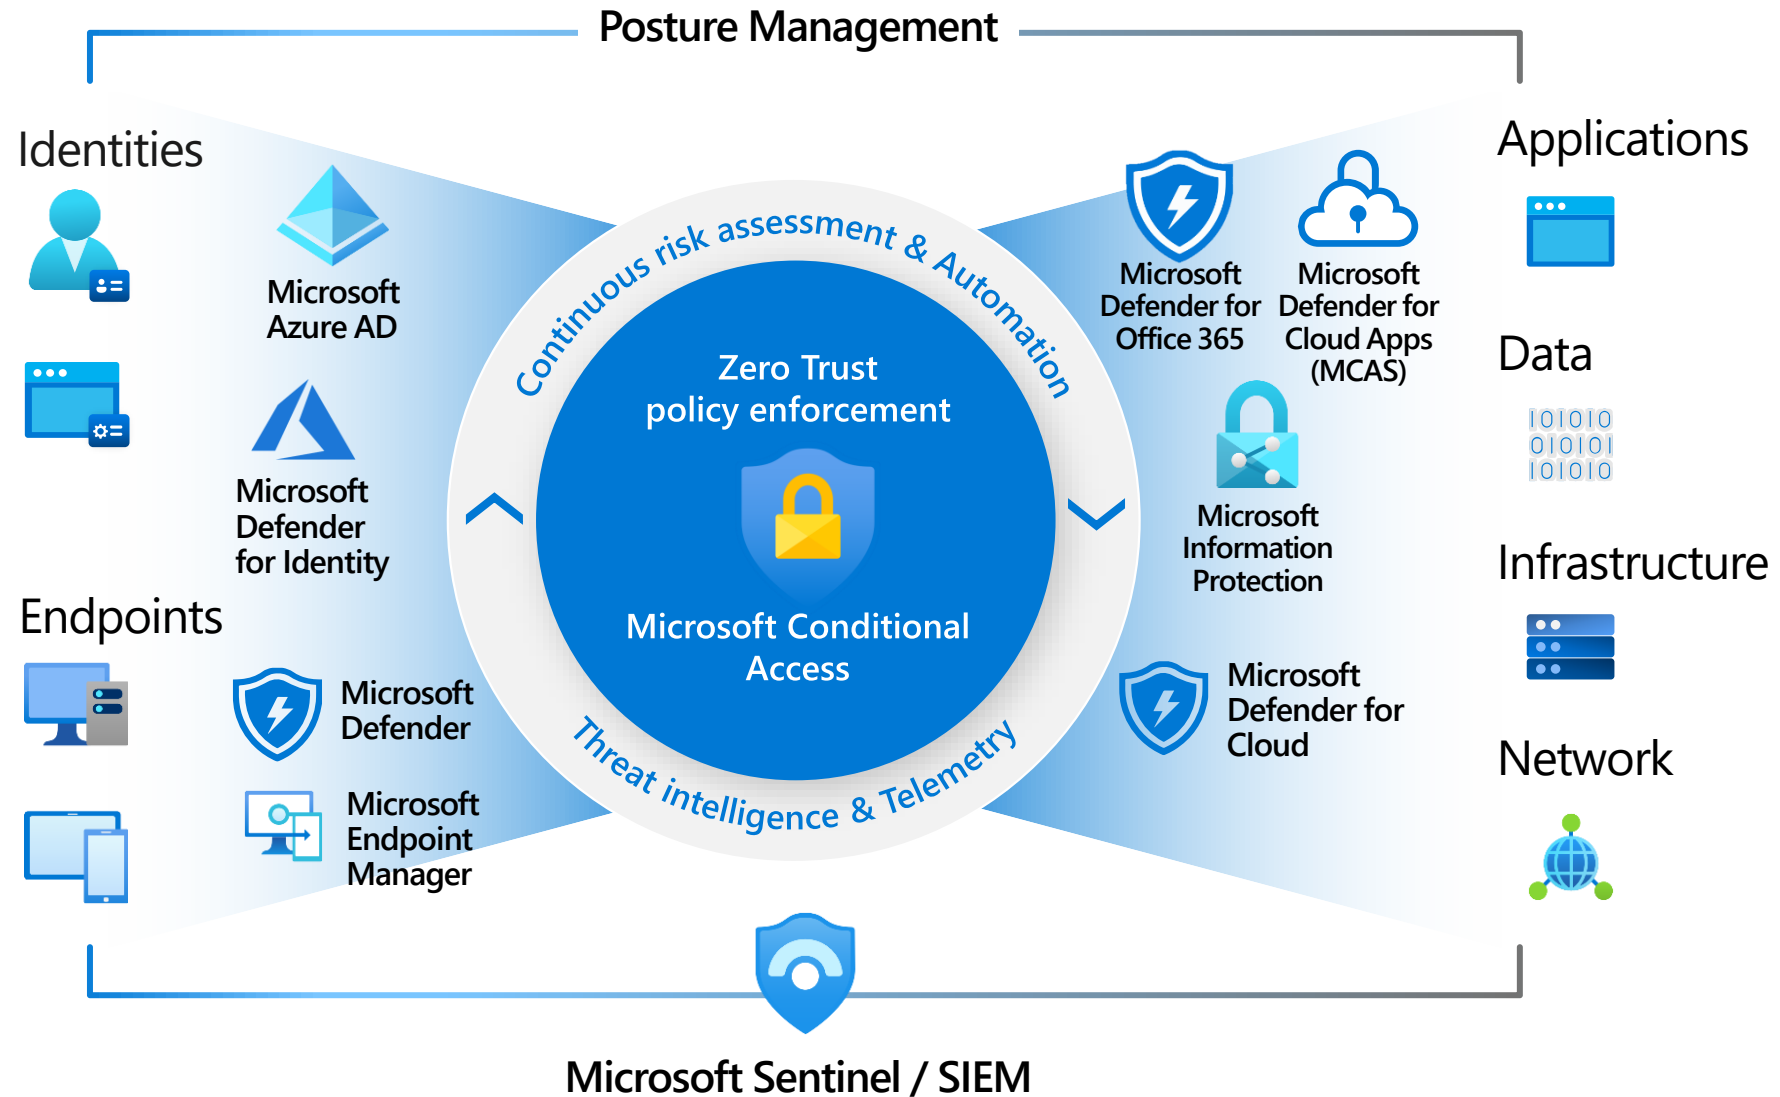 Posture Management
Identities
Microsoft
Azure AD
Microsoft
Defender
for Identity
Endpoints
Microsoft
Defender
Microsoft
Endpoint
Manager
Continuous risk assessment & Automation
Zero Trust
policy enforcement
Microsoft Conditional
Access
Threat intelligence & Telemetry
Microsoft
Defender for
Office 365
Microsoft
Defender for
Cloud Apps
(MCAS)
Microsoft
Information
Protection
Microsoft
Defender for
Cloud
Applications
Data
101010
010101
101010
Infrastructure
Network
Microsoft Sentinel / SIEM